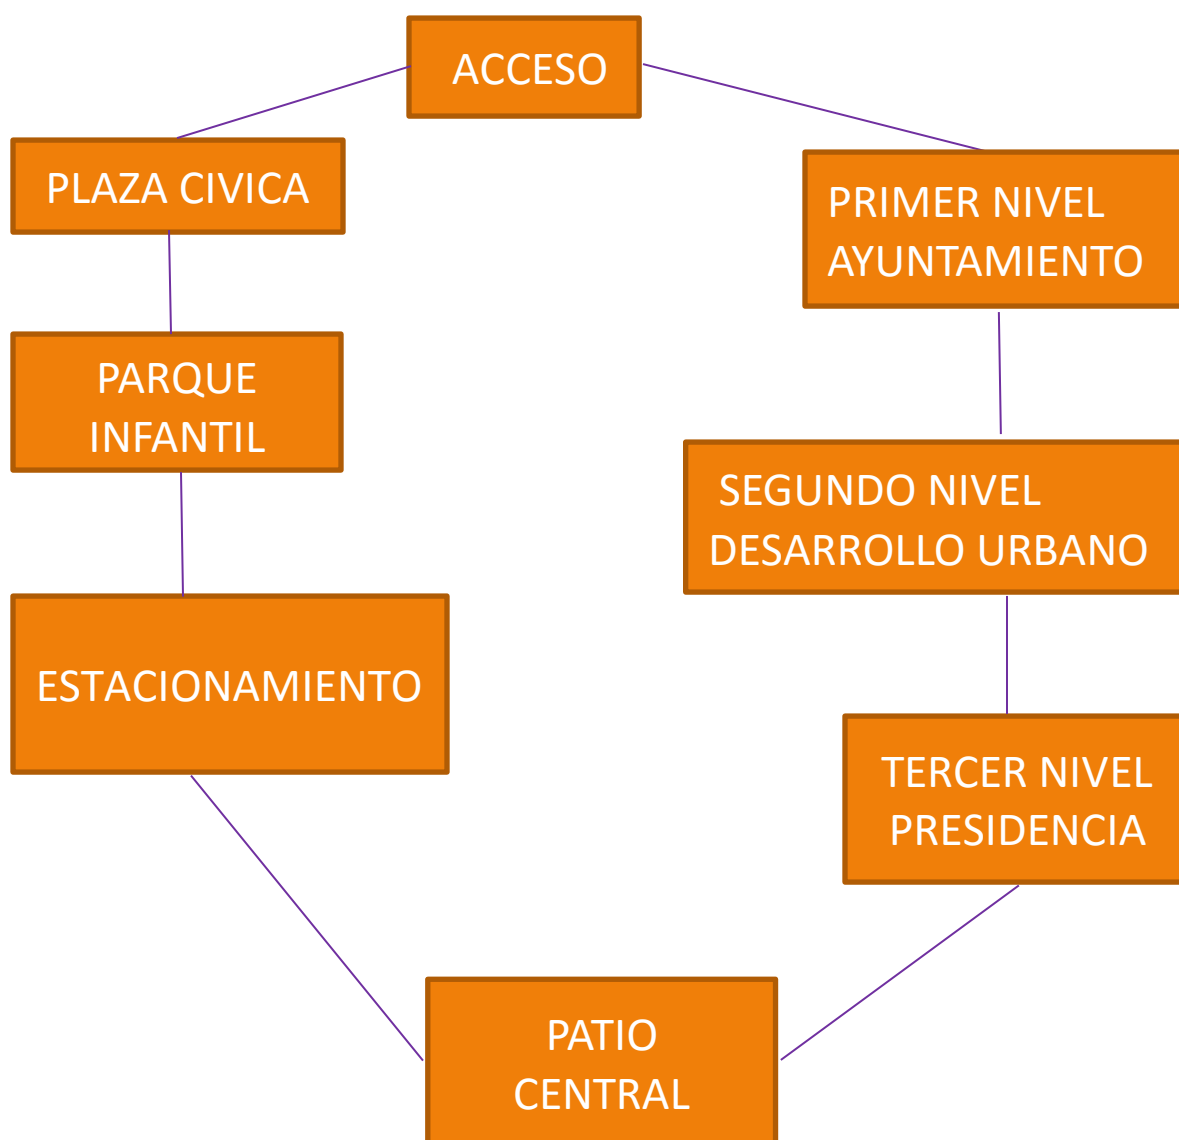 ACCESO
PLAZA CIVICA
PRIMER NIVEL
AYUNTAMIENTO
PARQUE
INFANTIL
SEGUNDO NIVEL
DESARROLLO URBANO
ESTACIONAMIENTO
TERCER NIVEL
PRESIDENCIA
PATIO
CENTRAL